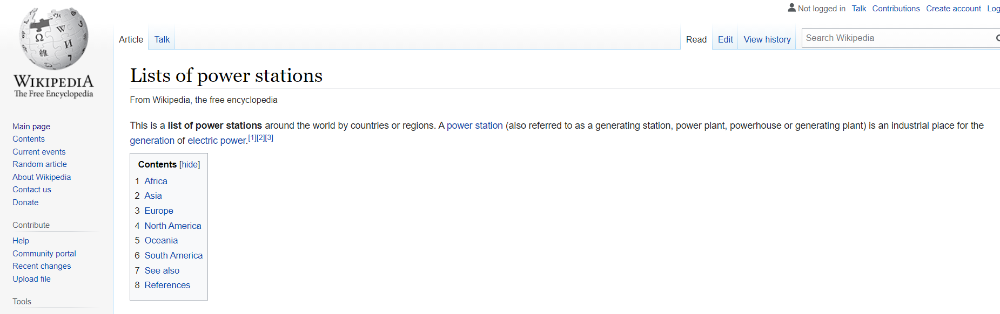 Not logged in Talk Contributions Create account
Article Talk Read Edit View history Search Wikipedia
WIKIPEDIA
The Free Encyclopedia
Main page
Contents
Current events
Random article
About Wikipedia
Contact us
Donate
Contribute
Help
Community portal
Recent changes
Upload file
Tools
Lists of power stations
From Wikipedia, the free encyclopedia
This is a list of power stations around the world by countries or regions. A power station (also referred to as a generating station, power plant, powerhouse or generating plant) is an industrial place for the
generation of electric power.[1][2][3]
Contents [hide]
1 Africa
2 Asia
3 Europe
4 North America
5 Oceania
6 South America
7 See also
8 References